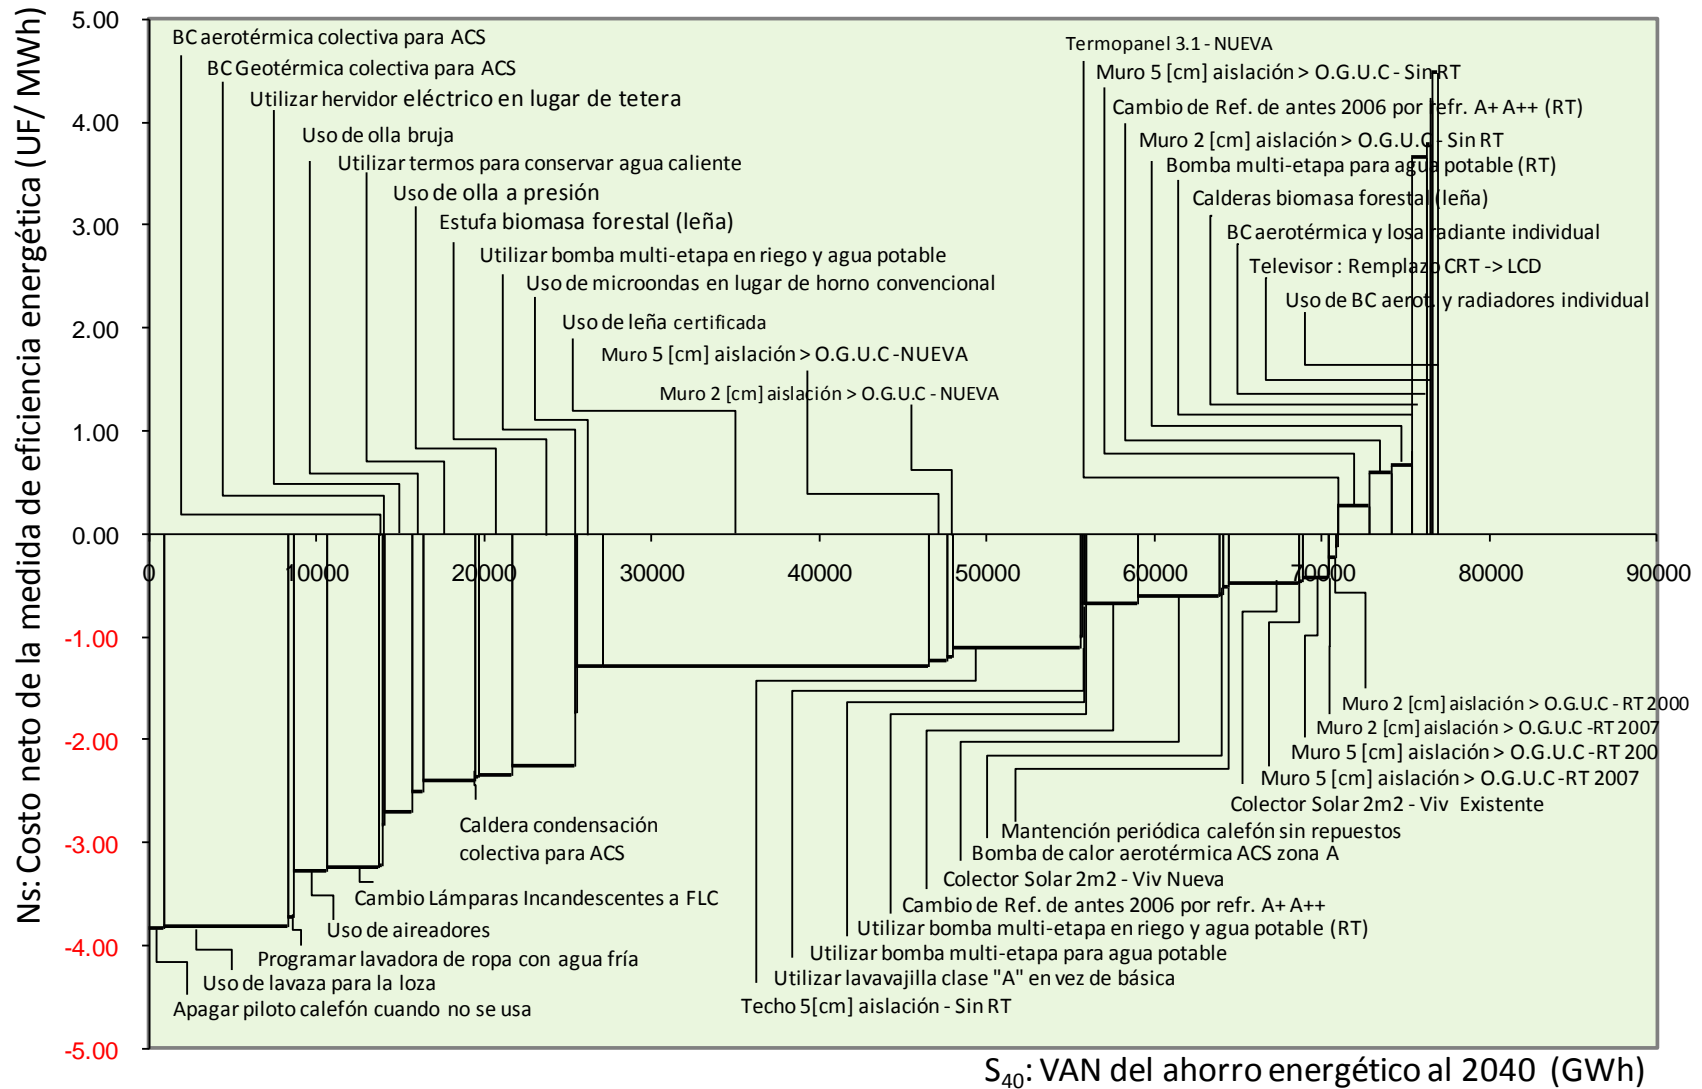 Ns: Costo neto de la medida de eficiencia energética (UF/ MWh)
5.00
4.00
3.00
2.00
1.00
0.00
-1.00
-2.00
-3.00
-4.00
-5.00
BC aerotérmica colectiva para ACS
BC Geotérmica colectiva para ACS
Utilizar hervidor eléctrico en lugar de tetera
Uso de olla bruja
Utilizar termos para conservar agua caliente
Uso de olla a presión
Estufa biomasa forestal (leña)
Utilizar bomba multi-etapa en riego y agua potable
Uso de microondas en lugar de horno convencional
Uso de leña certificada
Muro 5 [cm] aislación > O.G.U.C -NUEVA
Muro 2 [cm] aislación > O.G.U.C - NUEVA
Termopanel 3.1 - NUEVA
Muro 5 [cm] aislación > O.G.U.C - Sin RT
Cambio de Ref. de antes 2006 por refr. A+ A++ (RT)
Muro 2 [cm] aislación > O.G.U.C - Sin RT
Bomba multi-etapa para agua potable (RT)
Calderas biomasa forestal (leña)
BC aerotérmica y losa radiante individual
Televisor : Remplazo CRT -> LCD
Uso de BC aerot. y radiadores individual
0
10000
20000
30000
40000
50000
60000
70000
80000
90000
Muro 2 [cm] aislación > O.G.U.C - RT 2000
Muro 2 [cm] aislación > O.G.U.C -RT 2007
Muro 5 [cm] aislación > O.G.U.C -RT 200
Muro 5 [cm] aislación > O.G.U.C -RT 2007
Colector Solar 2m2 - Viv Existente
Mantención periódica calefón sin repuestos
Bomba de calor aerotérmica ACS zona A
Colector Solar 2m2 - Viv Nueva
Cambio de Ref. de antes 2006 por refr. A+ A++
Utilizar bomba multi-etapa en riego y agua potable (RT)
Utilizar bomba multi-etapa para agua potable
Utilizar lavavajilla clase "A" en vez de básica
Techo 5[cm] aislación - Sin RT
Caldera condensación
colectiva para ACS
Cambio Lámparas Incandescentes a FLC
Uso de aireadores
Programar lavadora de ropa con agua fría
Uso de lavaza para la loza
Apagar piloto calefón cuando no se usa
S40: VAN del ahorro energético al 2040 (GWh)